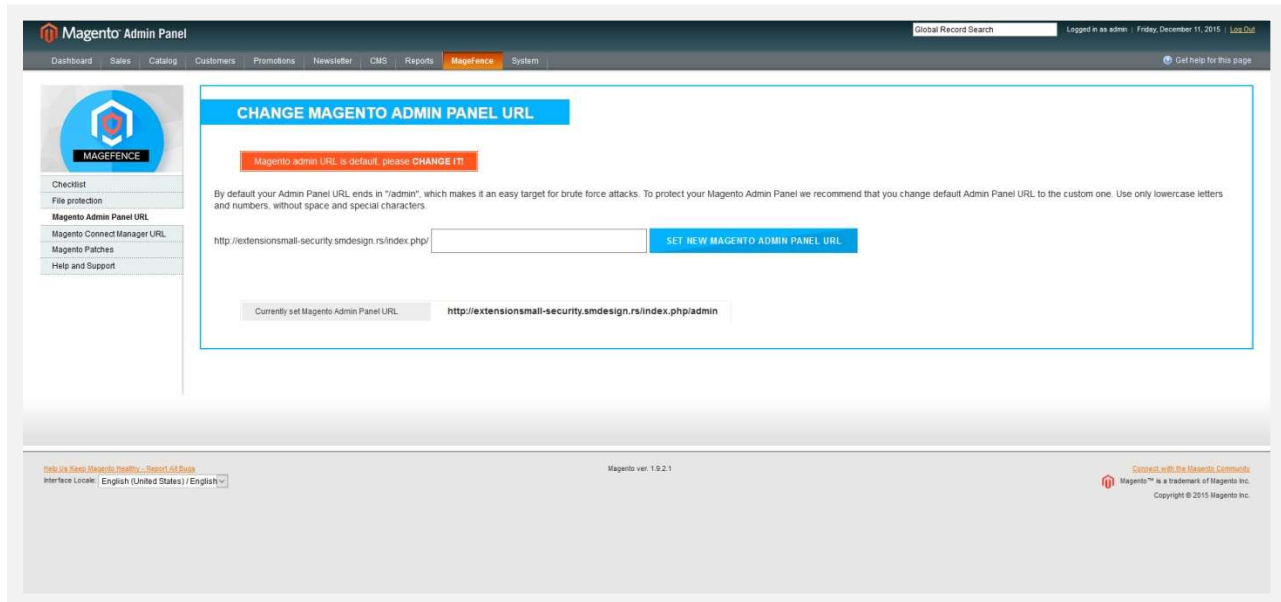 Magento Admin Panel
Global Record Search
Logged in as admin | Friday, December 11, 2015 | Log Out
Dashboard Sales Catalog Customers Promotions Newsletter CMS Reports MageFence System
Get help for this page
MAGEFENCE
Checklist
File protection
Magento Admin Panel URL
Magento Connect Manager URL
Magento Patches
Help and Support
CHANGE MAGENTO ADMIN PANEL URL
Magento admin URL is default, please CHANGE IT!
By default your Admin Panel URL ends in "/admin", which makes it an easy target for brute force attacks. To protect your Magento Admin Panel we recommend that you change default Admin Panel URL to the custom one. Use only lowercase letters
and numbers, without space and special characters.
http://extensionsmall-security.smdesign.rs/index.php/
SET NEW MAGENTO ADMIN PANEL URL
Currently set Magento Admin Panel URL http://extensionsmall-security.smdesign.rs/index.php/admin
Help Us Keep Magento Healthy - Report All Bugs
Interface Locale: English (United States) / English
Magento ver. 1.9.2.1
Connect with the Magento Community
Magento™ is a trademark of Magento Inc.
Copyright © 2015 Magento Inc.